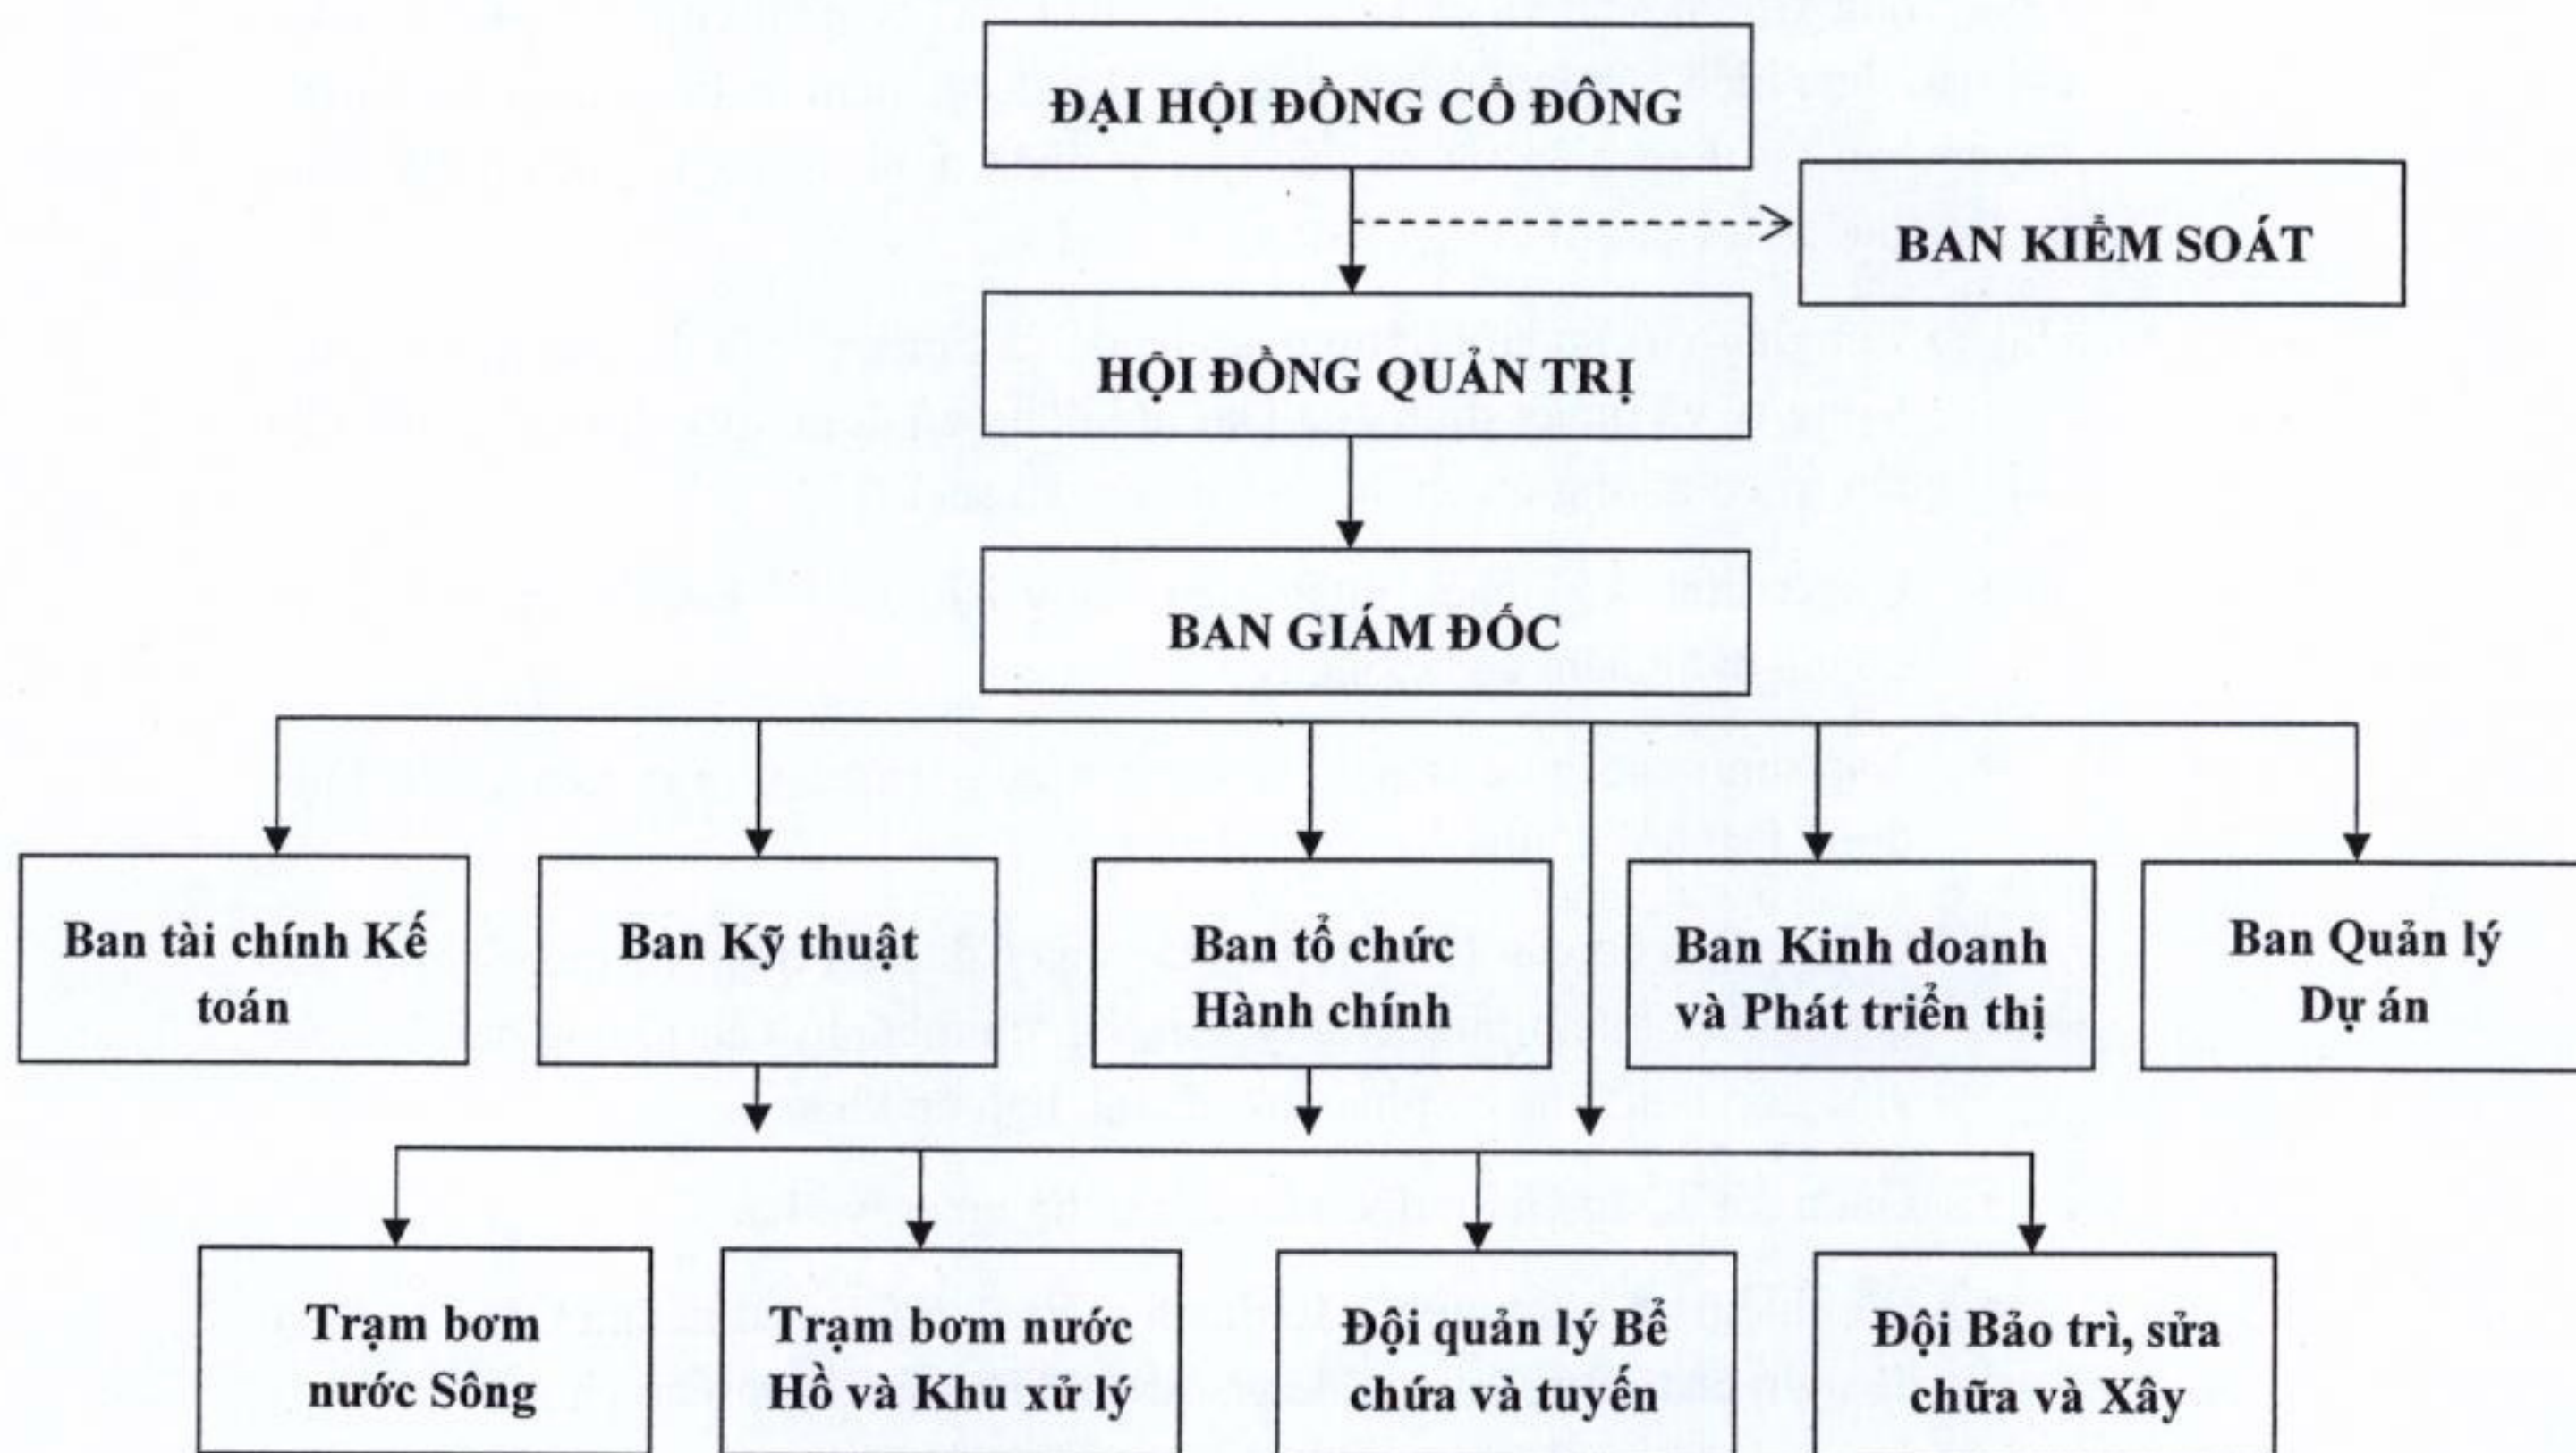 ĐẠI HỘI ĐỒNG CỔ ĐÔNG
BAN KIỂM SOÁT
HỘI ĐỒNG QUẢN TRỊ
BAN GIÁM ĐỐC
Ban tài chính Kế
toán
Ban Kỹ thuật
Ban tổ chức
Hành chính
Ban Kinh doanh
và Phát triển thị
Ban Quản lý
Dự án
Trạm bơm
nước Sông
Trạm bơm nước
Hồ và Khu xử lý
Đội quản lý Bể
chứa và tuyến
Đội Bảo trì, sửa
chữa và Xây